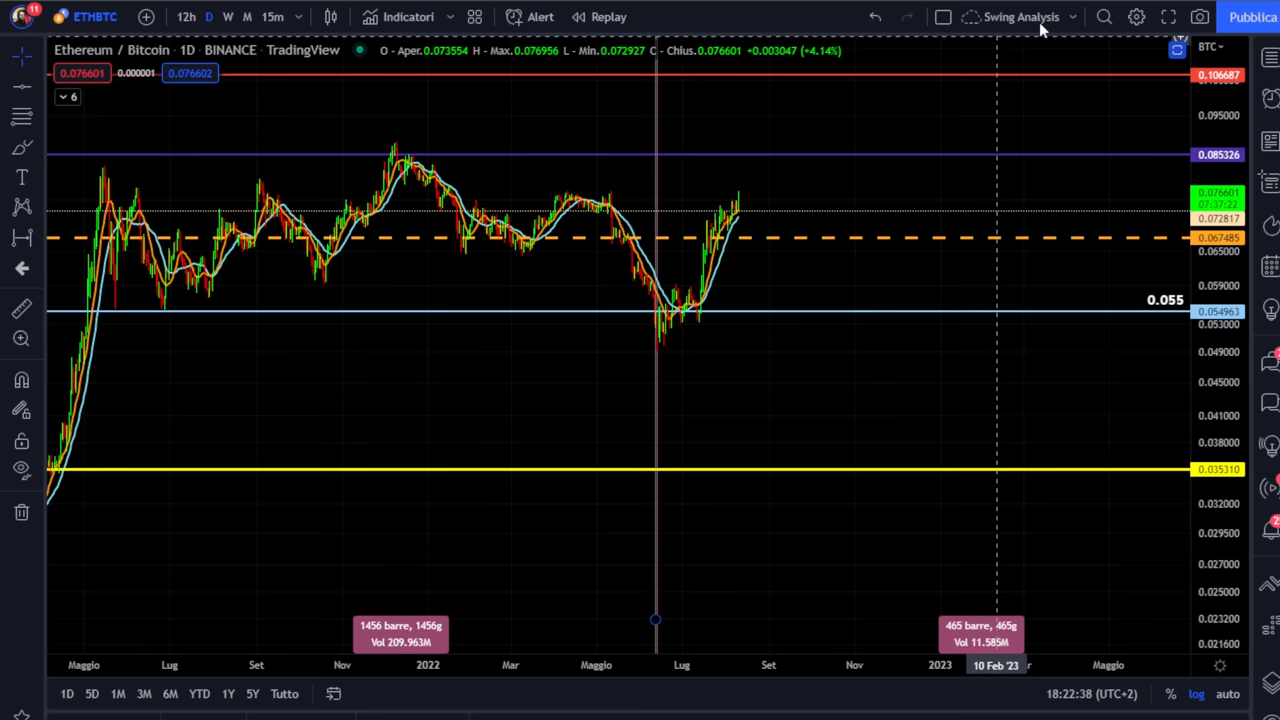 11
ETHBTC
12h D W M 15m
Indicatori
Alert
Replay
Swing Analysis
Pubblica
Ethereum / Bitcoin · 1D · BINANCE · TradingView
O - Aper.0.073554 H - Max.0.076956 L - Min.0.072927 C - Chius.0.076601 +0.003047 (+4.14%)
BTC
0.076601 0.000001 0.076602
6
0.106687
0.095000
0.085326
0.076601
07:37:22
0.072817
0.067485
0.065000
0.059000
0.055
0.054963
0.053000
0.049000
0.045000
0.041000
0.038000
0.035310
0.032000
0.029500
0.027000
0.025000
0.023200
0.021600
1456 barre, 1456g
Vol 209.963M
465 barre, 465g
Vol 11.585M
Maggio Lug Set Nov 2022 Mar Maggio Lug Set Nov 2023 10 Feb '23 Maggio
1D 5D 1M 3M 6M YTD 1Y 5Y Tutto
18:22:38 (UTC+2)
% log auto